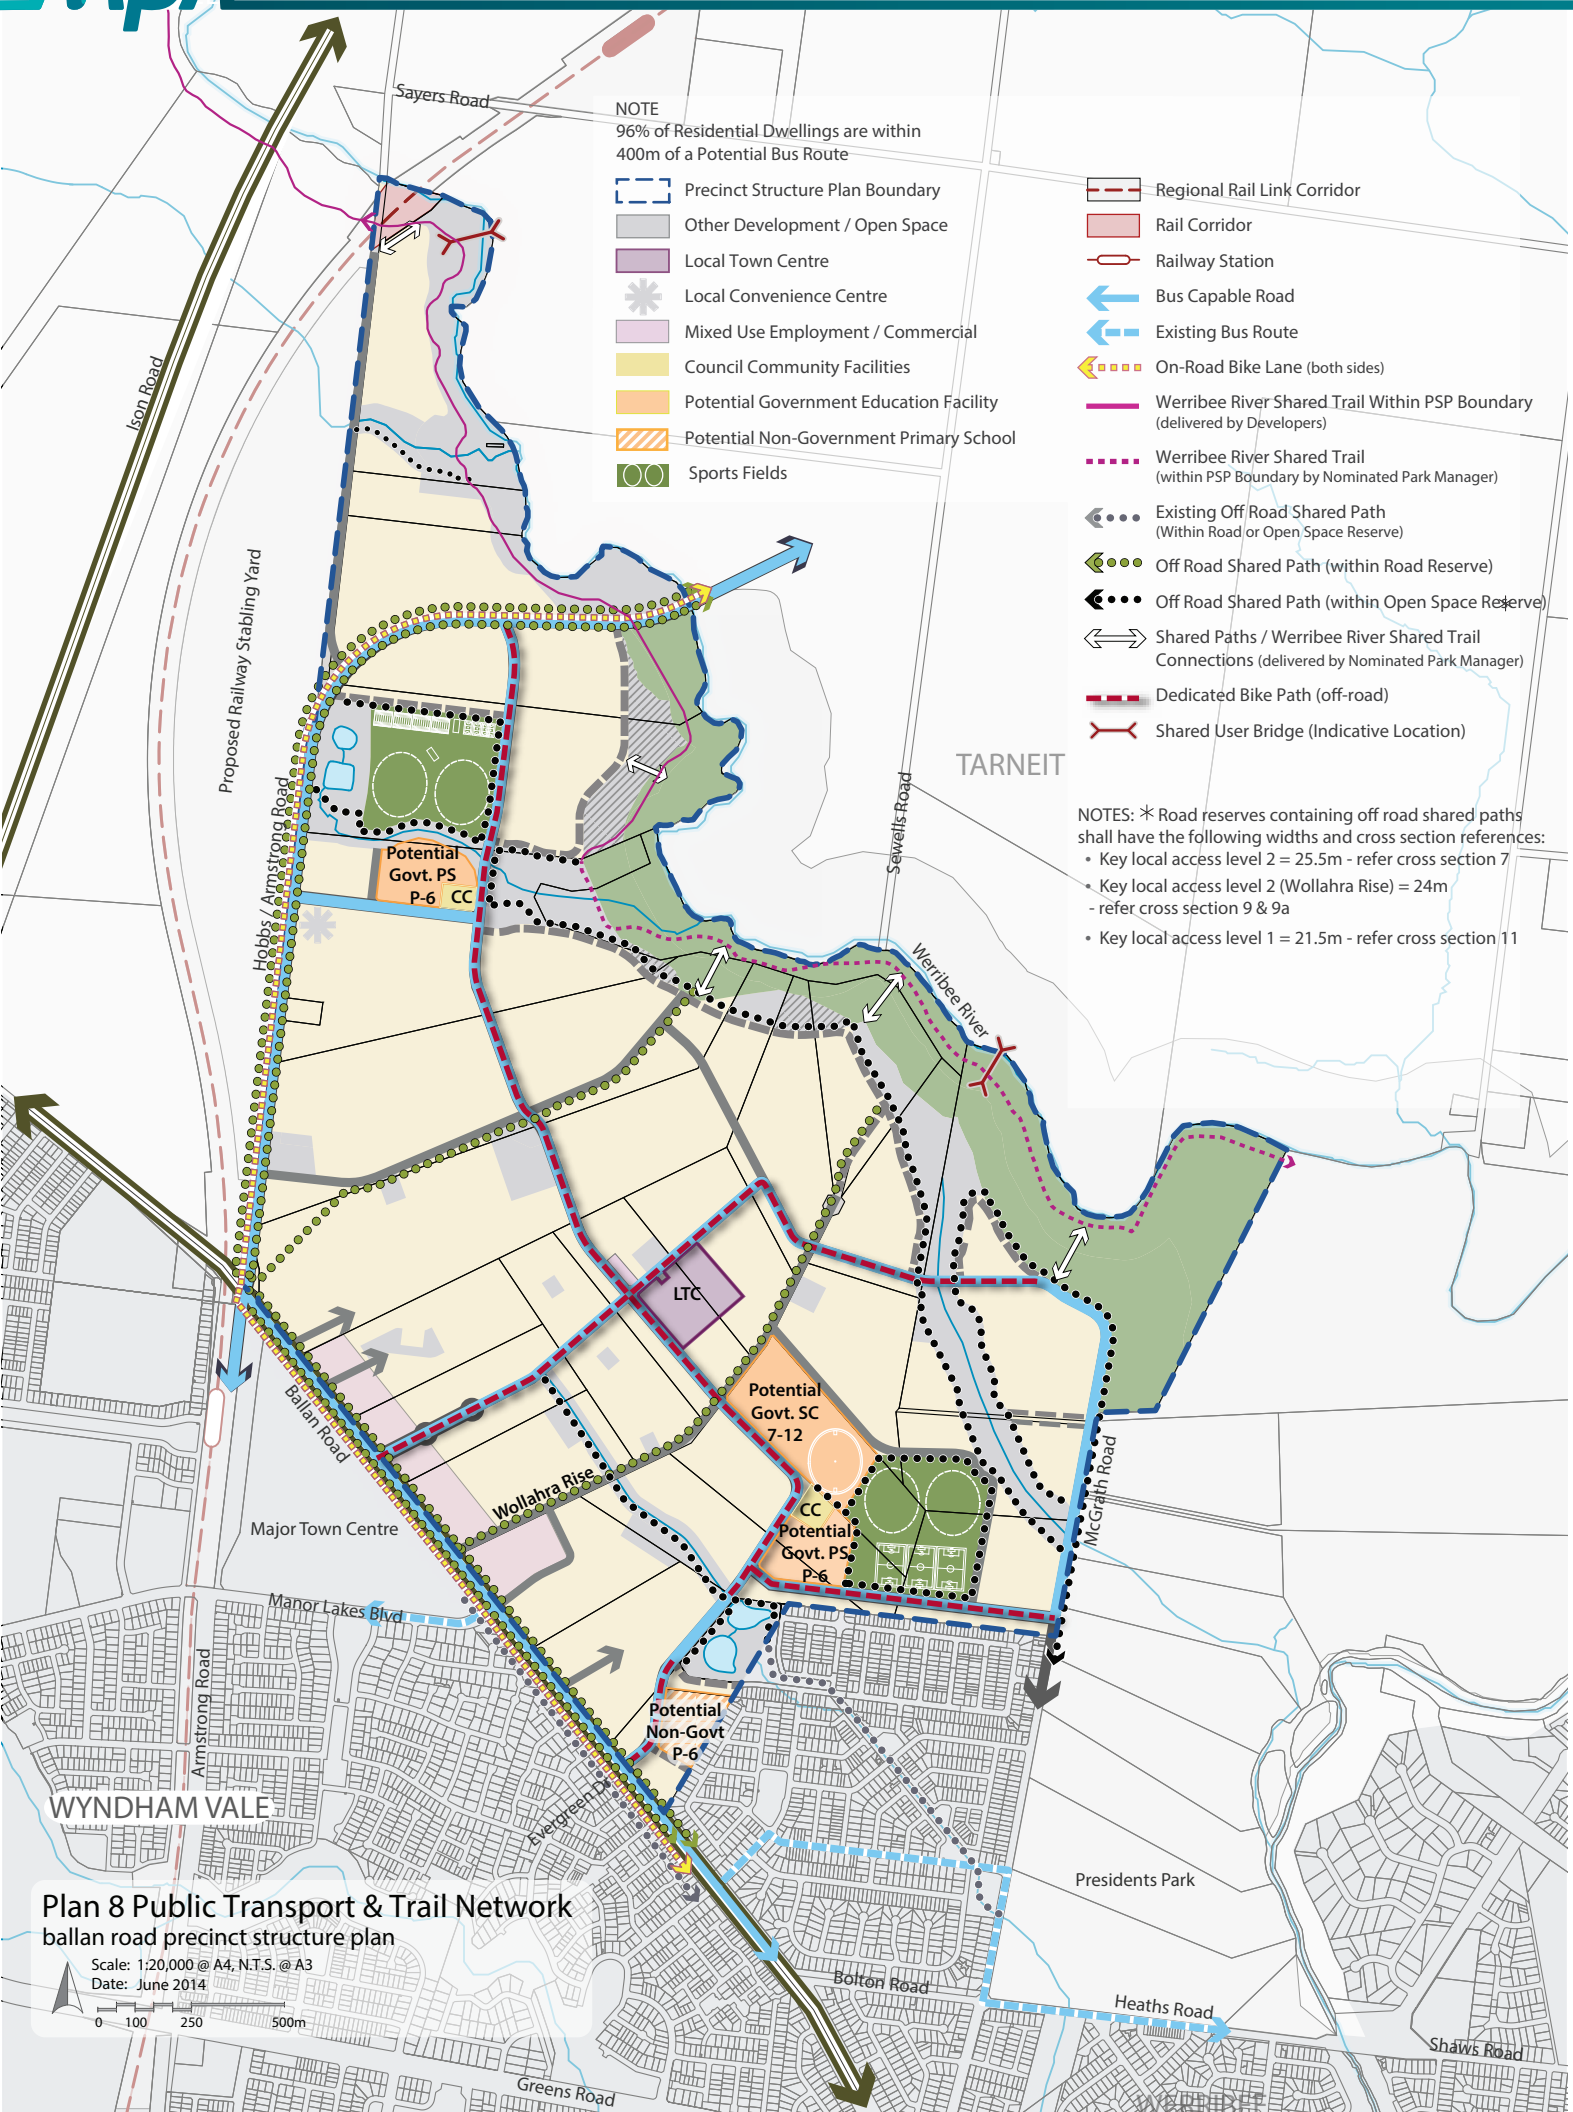 Sayers Road
NOTE
96% of Residential Dwellings are within
400m of a Potential Bus Route
Precinct Structure Plan Boundary
Other Development / Open Space
Local Town Centre
Local Convenience Centre
Mixed Use Employment / Commercial
Council Community Facilities
Potential Government Education Facility
Potential Non-Government Primary School
Sports Fields
Regional Rail Link Corridor
Rail Corridor
Railway Station
Bus Capable Road
Existing Bus Route
On-Road Bike Lane (both sides)
Werribee River Shared Trail Within PSP Boundary
(delivered by Developers)
Werribee River Shared Trail
(within PSP Boundary by Nominated Park Manager)
Existing Off Road Shared Path
(Within Road or Open Space Reserve)
Off Road Shared Path (within Road Reserve)
Off Road Shared Path (within Open Space Reserve)
Shared Paths / Werribee River Shared Trail
Connections (delivered by Nominated Park Manager)
Dedicated Bike Path (off-road)
Shared User Bridge (Indicative Location)
NOTES: * Road reserves containing off road shared paths
shall have the following widths and cross section references:
• Key local access level 2 = 25.5m - refer cross section 7
• Key local access level 2 (Wollahra Rise) = 24m
- refer cross section 9 & 9a
• Key local access level 1 = 21.5m - refer cross section 11
Ison Road
Proposed Railway Stabling Yard
Hobbs / Armstrong Road
TARNEIT
Sewells Road
Werribee River
Potential
Govt. PS
P-6
CC
LTC
Potential
Govt. SC
7-12
CC
Potential
Govt. PS
P-6
Wollahra Rise
Ballan Road
McGrath Road
Major Town Centre
Manor Lakes Blvd
Armstrong Road
Potential
Non-Govt
P-6
Evergreen Dr
WYNDHAM VALE
Presidents Park
Bolton Road
Heaths Road
Shaws Road
Greens Road
WERRIBEE
Plan 8 Public Transport & Trail Network
ballan road precinct structure plan
Scale: 1:20,000 @ A4, N.T.S. @ A3
Date: June 2014
0 100 250 500m